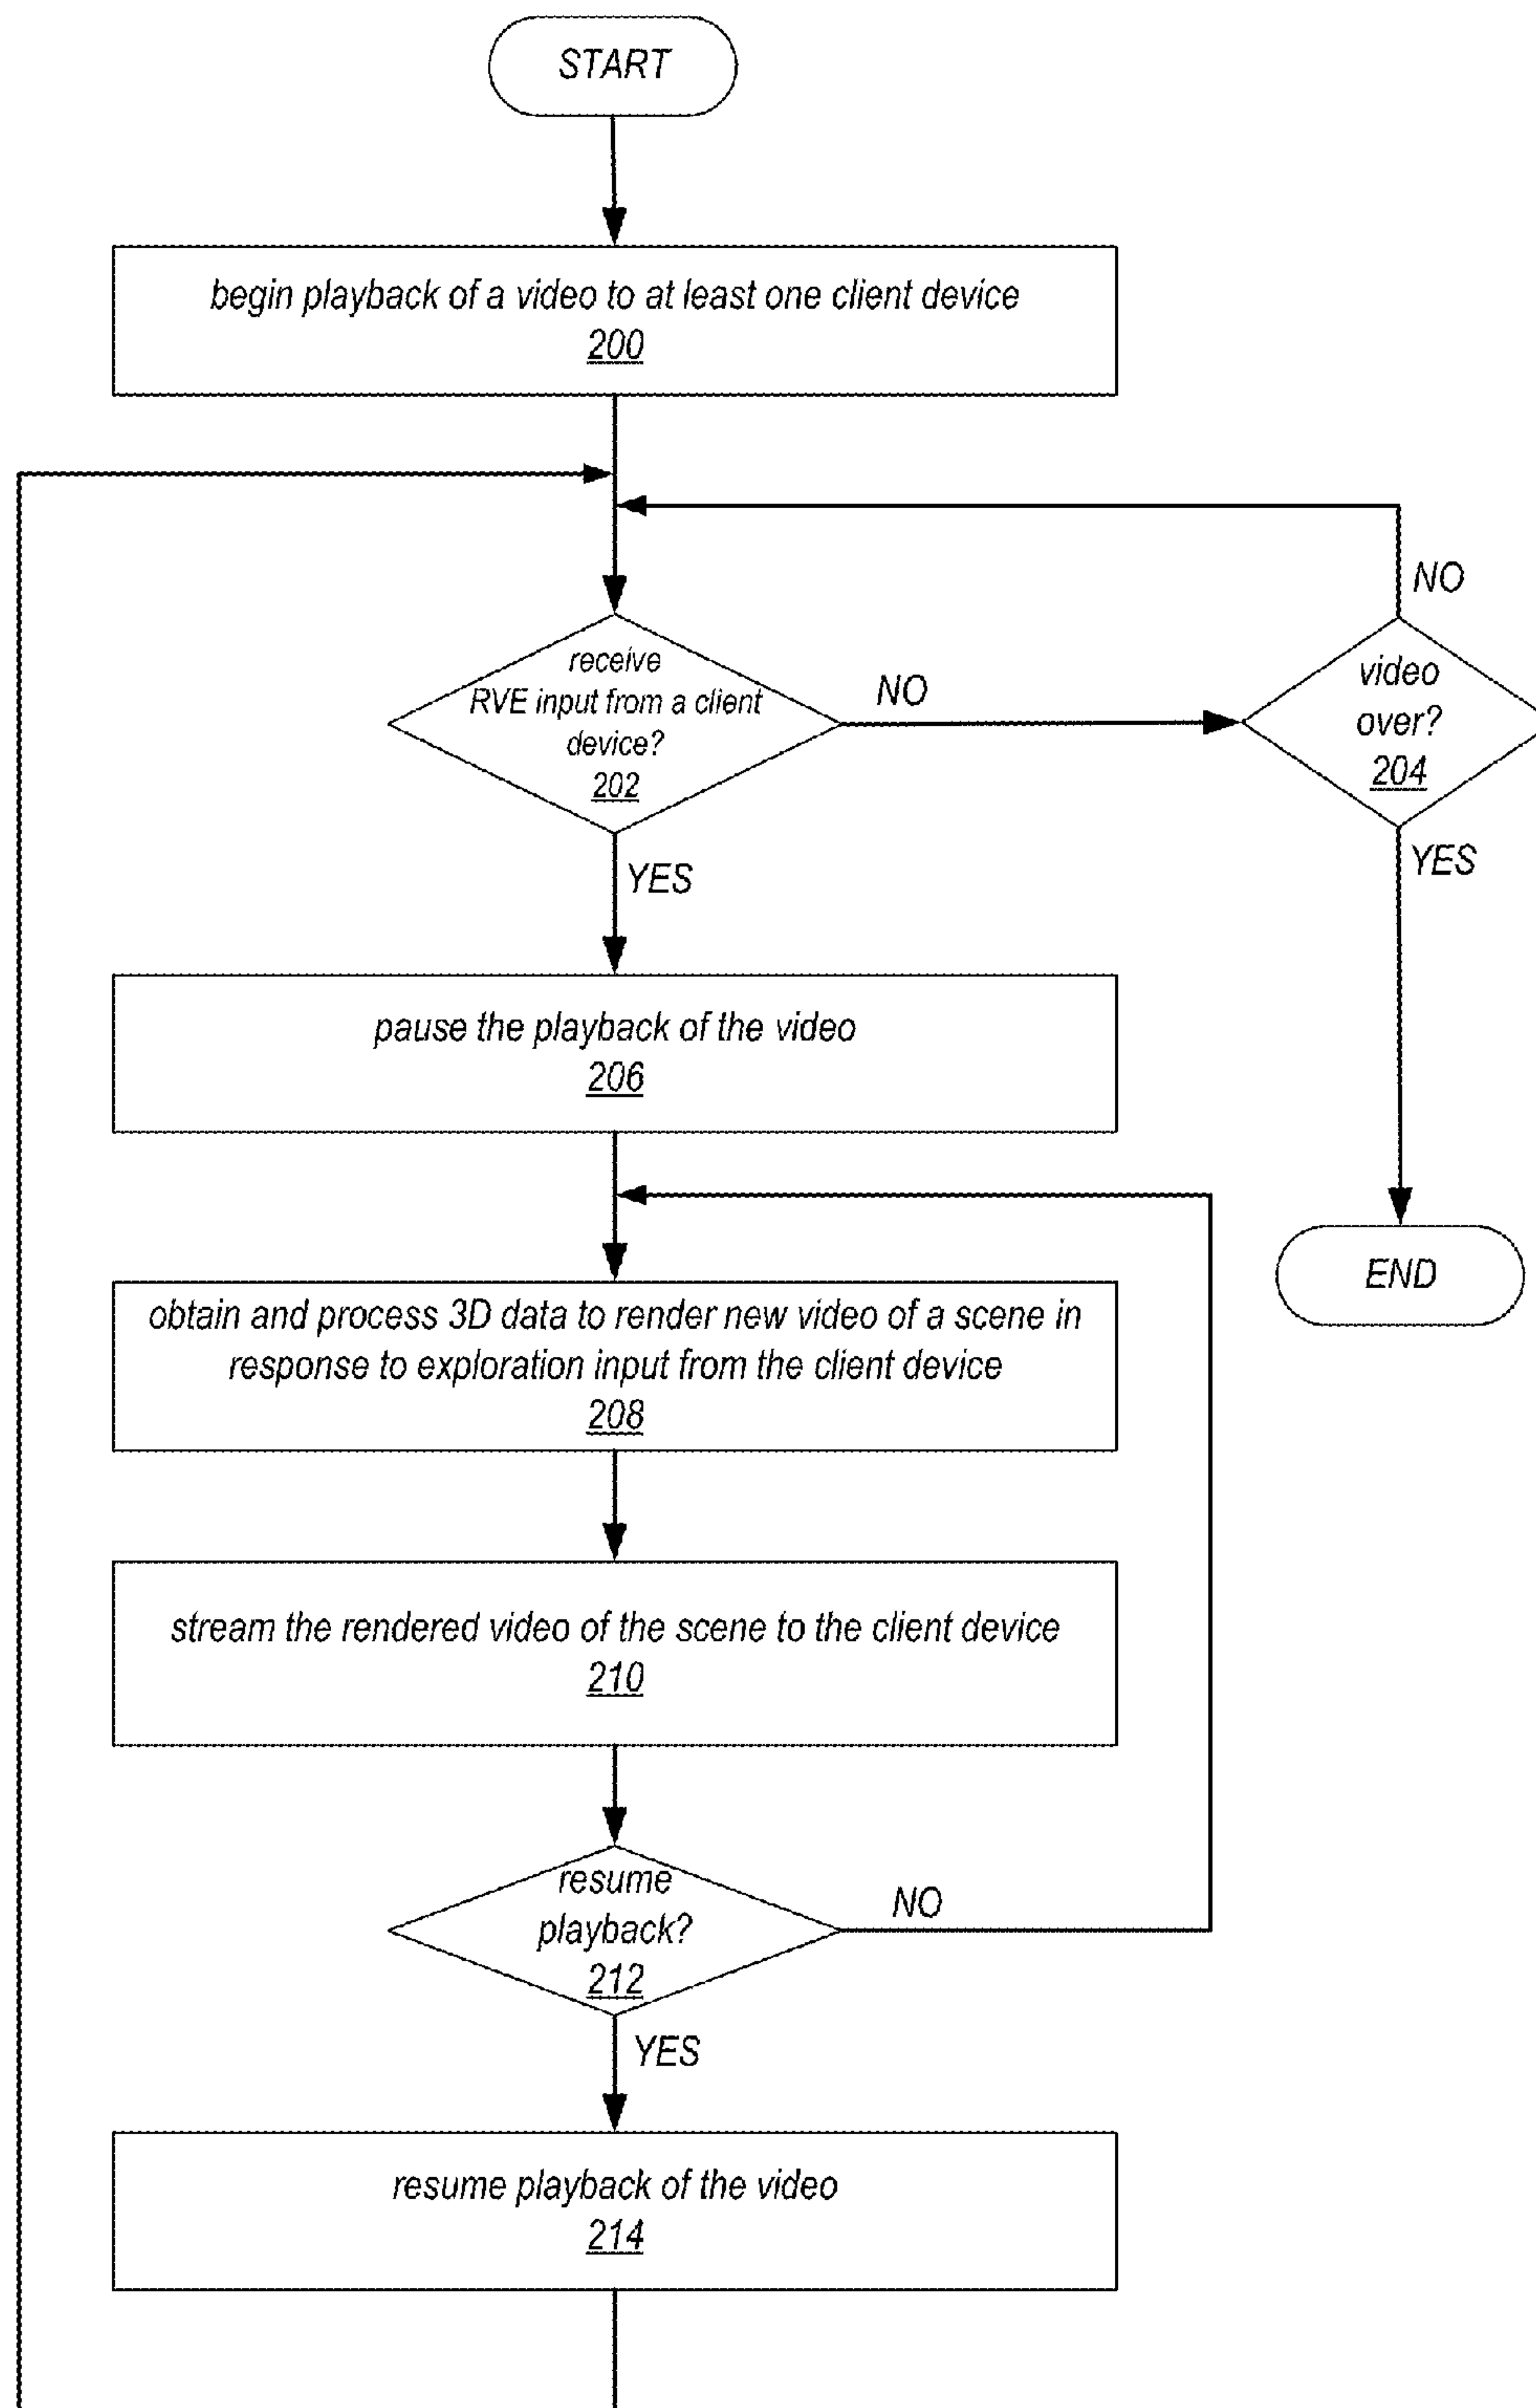 START
begin playback of a video to at least one client device
200
NO
receive
RVE input from a client
device?
202
NO
video
over?
204
YES
YES
pause the playback of the video
206
END
obtain and process 3D data to render new video of a scene in
response to exploration input from the client device
208
stream the rendered video of the scene to the client device
210
resume
playback?
212
NO
YES
resume playback of the video
214